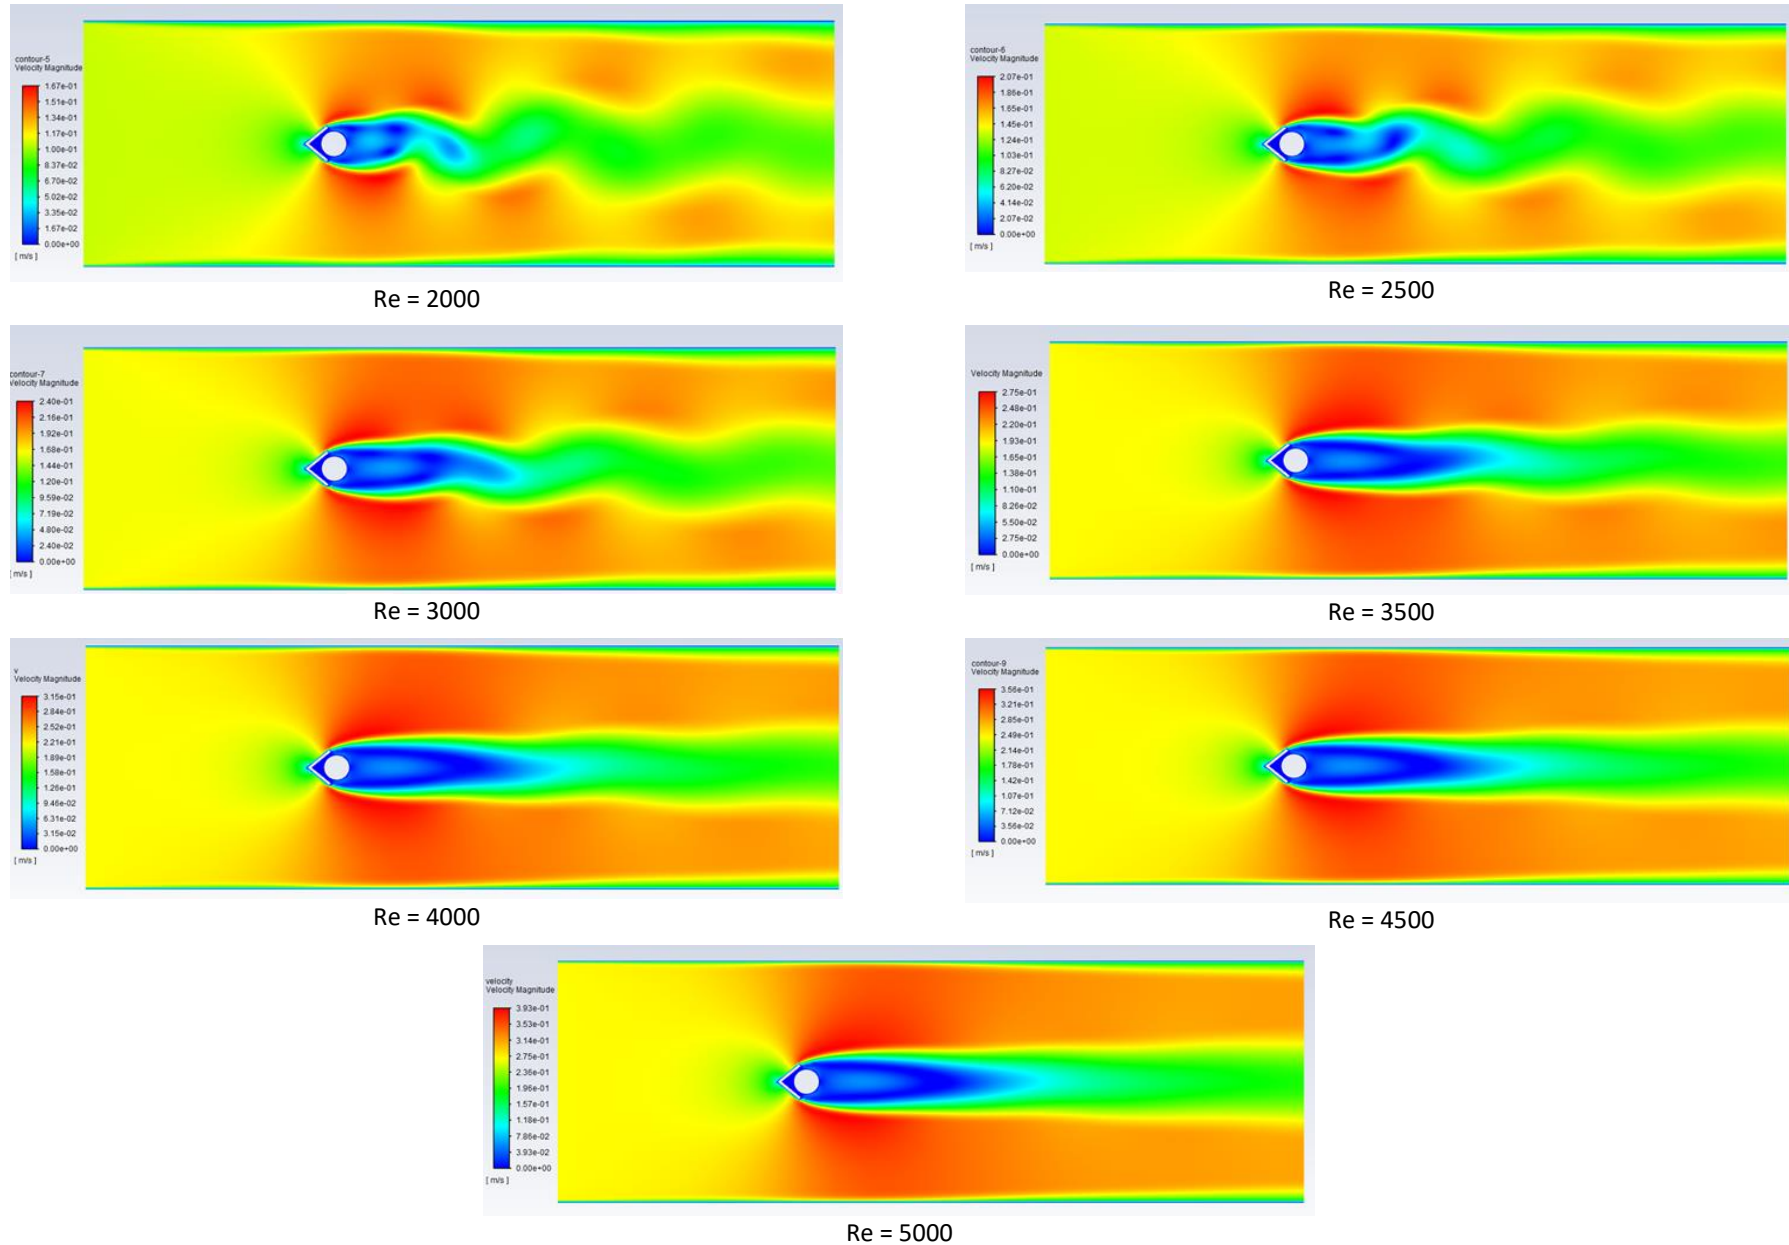 contour-5
Velocity Magnitude
1.67e-01
1.51e-01
1.34e-01
1.17e-01
1.00e-01
8.37e-02
6.70e-02
5.02e-02
3.35e-02
1.67e-02
0.00e+00
[ m/s ]
Re = 2000
contour-6
Velocity Magnitude
2.07e-01
1.86e-01
1.65e-01
1.45e-01
1.24e-01
1.03e-01
8.27e-02
6.20e-02
4.14e-02
2.07e-02
0.00e+00
[ m/s ]
Re = 2500
contour-7
Velocity Magnitude
2.40e-01
2.16e-01
1.92e-01
1.68e-01
1.44e-01
1.20e-01
9.59e-02
7.19e-02
4.80e-02
2.40e-02
0.00e+00
[ m/s ]
Re = 3000
Velocity Magnitude
2.75e-01
2.48e-01
2.20e-01
1.93e-01
1.65e-01
1.38e-01
1.10e-01
8.26e-02
5.50e-02
2.75e-02
0.00e+00
[ m/s ]
Re = 3500
v
Velocity Magnitude
3.15e-01
2.84e-01
2.52e-01
2.21e-01
1.89e-01
1.58e-01
1.26e-01
9.46e-02
6.31e-02
3.15e-02
0.00e+00
[ m/s ]
Re = 4000
contour-9
Velocity Magnitude
3.56e-01
3.21e-01
2.85e-01
2.49e-01
2.14e-01
1.78e-01
1.42e-01
1.07e-01
7.12e-02
3.56e-02
0.00e+00
[ m/s ]
Re = 4500
velocity
Velocity Magnitude
3.93e-01
3.53e-01
3.14e-01
2.75e-01
2.36e-01
1.96e-01
1.57e-01
1.18e-01
7.86e-02
3.93e-02
0.00e+00
[ m/s ]
Re = 5000